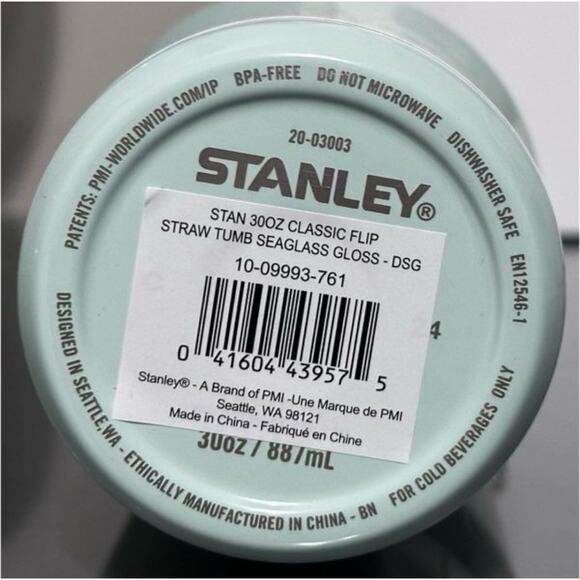 PATENTS: PMI-WORLDWIDE.COM/IP BPA-FREE DO NOT MICROWAVE DISHWASHER SAFE EN12546-1
20-03003
STANLEY®
STAN 30OZ CLASSIC FLIP
STRAW TUMB SEAGLASS GLOSS - DSG
10-09993-761
0 41604 43957 5
Stanley® - A Brand of PMI -Une Marque de PMI
Seattle, WA 98121
Made in China - Fabriqué en Chine
30oz / 887mL
DESIGNED IN SEATTLE, WA - ETHICALLY MANUFACTURED IN CHINA - BN FOR COLD BEVERAGES ONLY